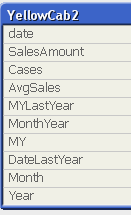 YellowCab2
date
SalesAmount
Cases
AvgSales
MYLastYear
MonthYear
MY
DateLastYear
Month
Year